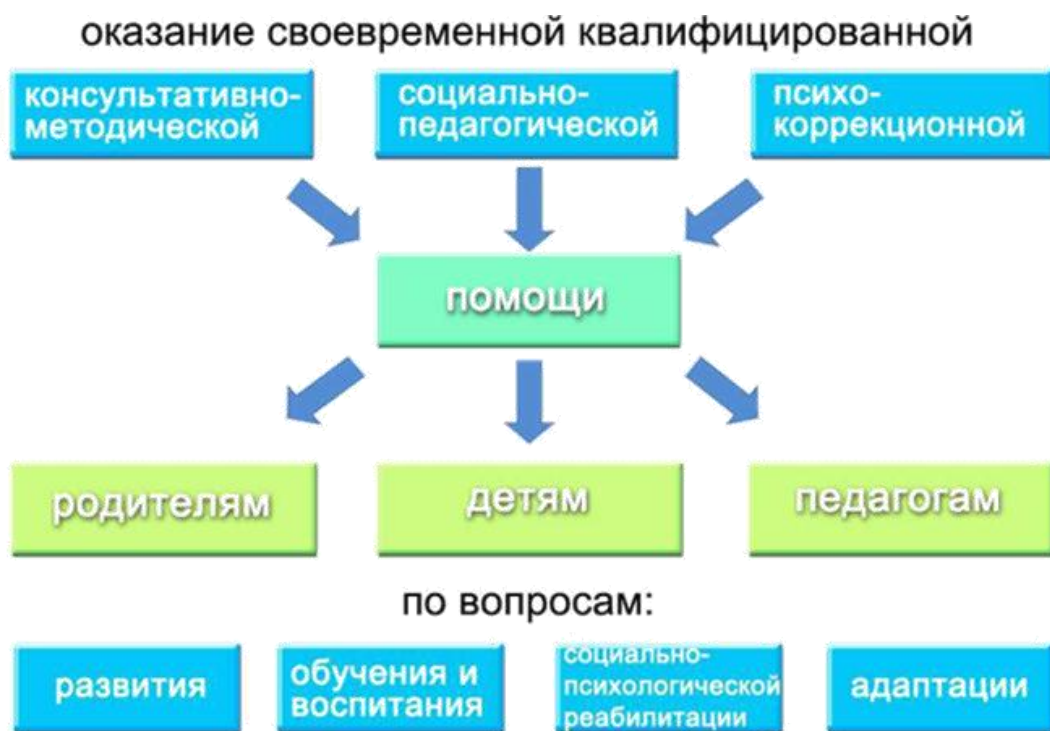 оказание своевременной квалифицированной
консультативно-
методической
социально-
педагогической
психо-
коррекционной
помощи
родителям
детям
педагогам
по вопросам:
развития
обучения и
воспитания
социально-
психологической
реабилитации
адаптации